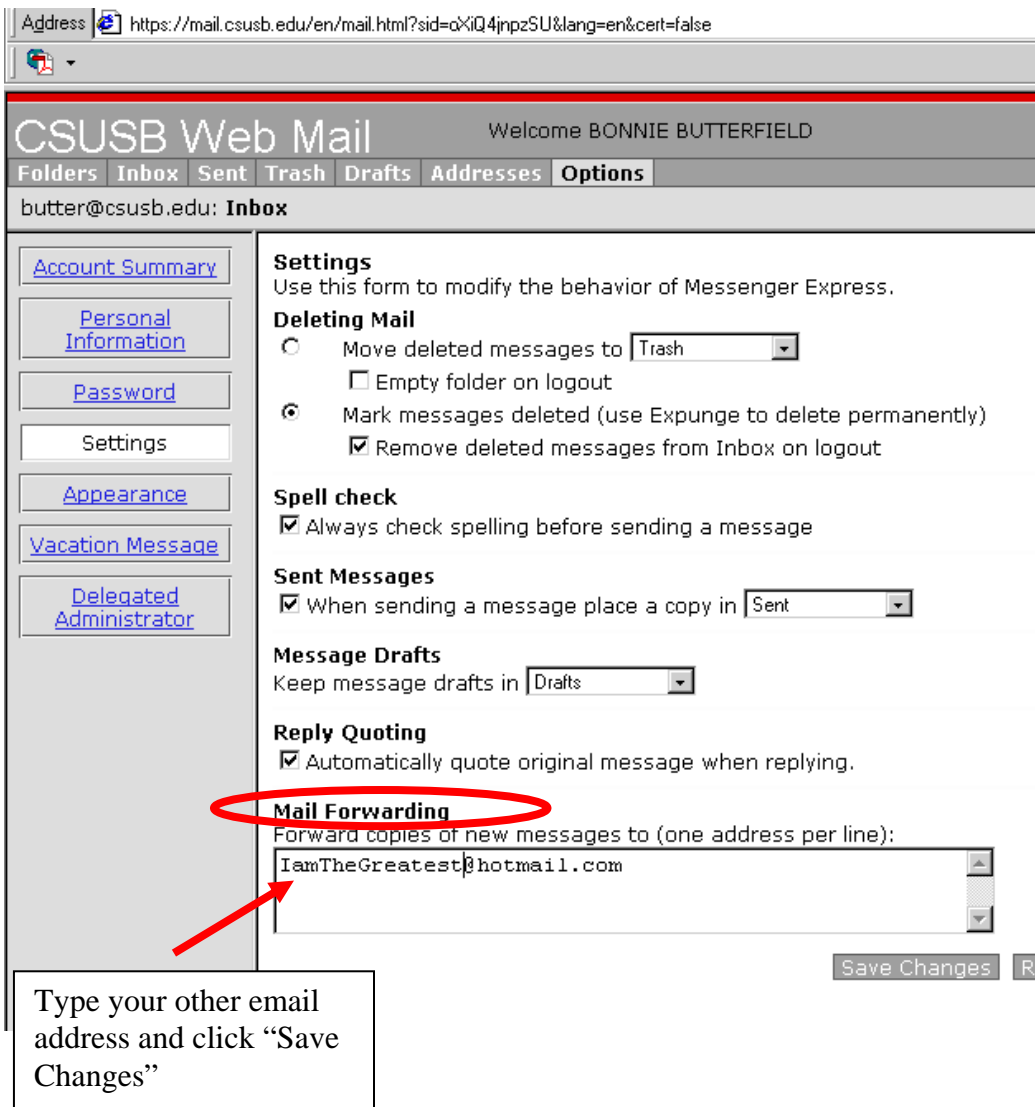 Address https://mail.csusb.edu/en/mail.html?sid=oXiQ4jnpzSU&lang=en&cert=false
CSUSB Web Mail Welcome BONNIE BUTTERFIELD
Folders Inbox Sent Trash Drafts Addresses Options
butter@csusb.edu: Inbox
Account Summary
Personal
Information
Password
Settings
Appearance
Vacation Message
Delegated
Administrator
Settings
Use this form to modify the behavior of Messenger Express.
Deleting Mail
Move deleted messages to Trash
Empty folder on logout
Mark messages deleted (use Expunge to delete permanently)
Remove deleted messages from Inbox on logout
Spell check
Always check spelling before sending a message
Sent Messages
When sending a message place a copy in Sent
Message Drafts
Keep message drafts in Drafts
Reply Quoting
Automatically quote original message when replying.
Mail Forwarding
Forward copies of new messages to (one address per line):
IamTheGreatest@hotmail.com
Save Changes R
Type your other email
address and click “Save
Changes”